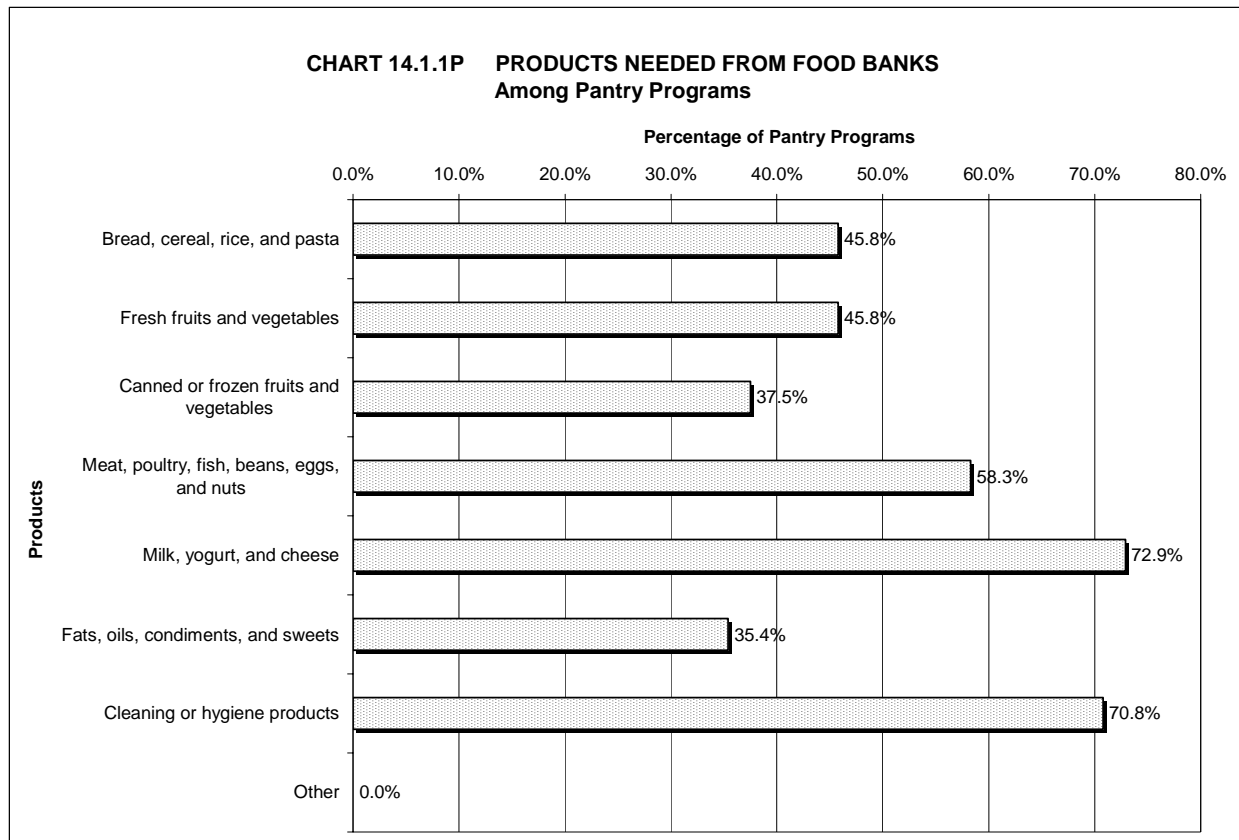 CHART 14.1.1P PRODUCTS NEEDED FROM FOOD BANKS
Among Pantry Programs
Percentage of Pantry Programs
0.0% 10.0% 20.0% 30.0% 40.0% 50.0% 60.0% 70.0% 80.0%
Products
Bread, cereal, rice, and pasta 45.8%
Fresh fruits and vegetables 45.8%
Canned or frozen fruits and
vegetables 37.5%
Meat, poultry, fish, beans, eggs,
and nuts 58.3%
Milk, yogurt, and cheese 72.9%
Fats, oils, condiments, and sweets 35.4%
Cleaning or hygiene products 70.8%
Other 0.0%